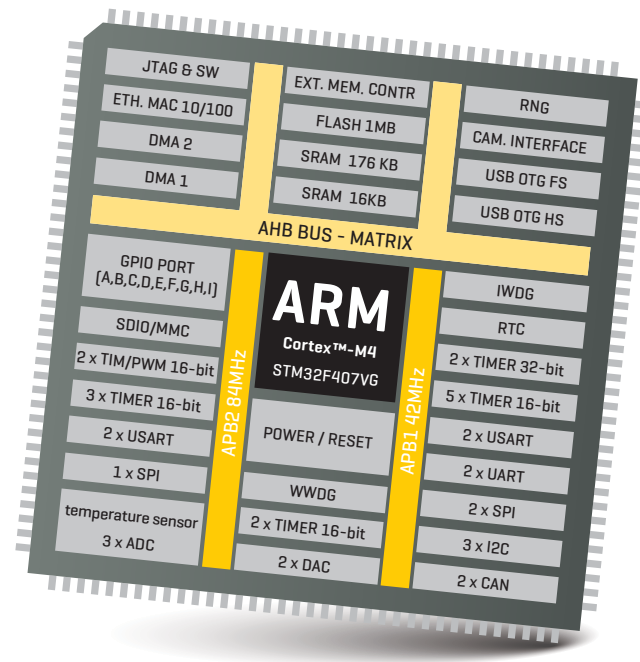 JTAG & SW
ETH. MAC 10/100
DMA 2
DMA 1
EXT. MEM. CONTR
FLASH 1MB
SRAM 176 KB
SRAM 16KB
RNG
CAM. INTERFACE
USB OTG FS
USB OTG HS
AHB BUS - MATRIX
GPIO PORT
(A,B,C,D,E,F,G,H,I)
SDIO/MMC
2 x TIM/PWM 16-bit
3 x TIMER 16-bit
2 x USART
1 x SPI
temperature sensor
3 x ADC
APB2 84MHz
ARM
Cortex™-M4
STM32F407VG
POWER / RESET
WWDG
2 x TIMER 16-bit
2 x DAC
APB1 42MHz
IWDG
RTC
2 x TIMER 32-bit
5 x TIMER 16-bit
2 x USART
2 x UART
2 x SPI
3 x I2C
2 x CAN